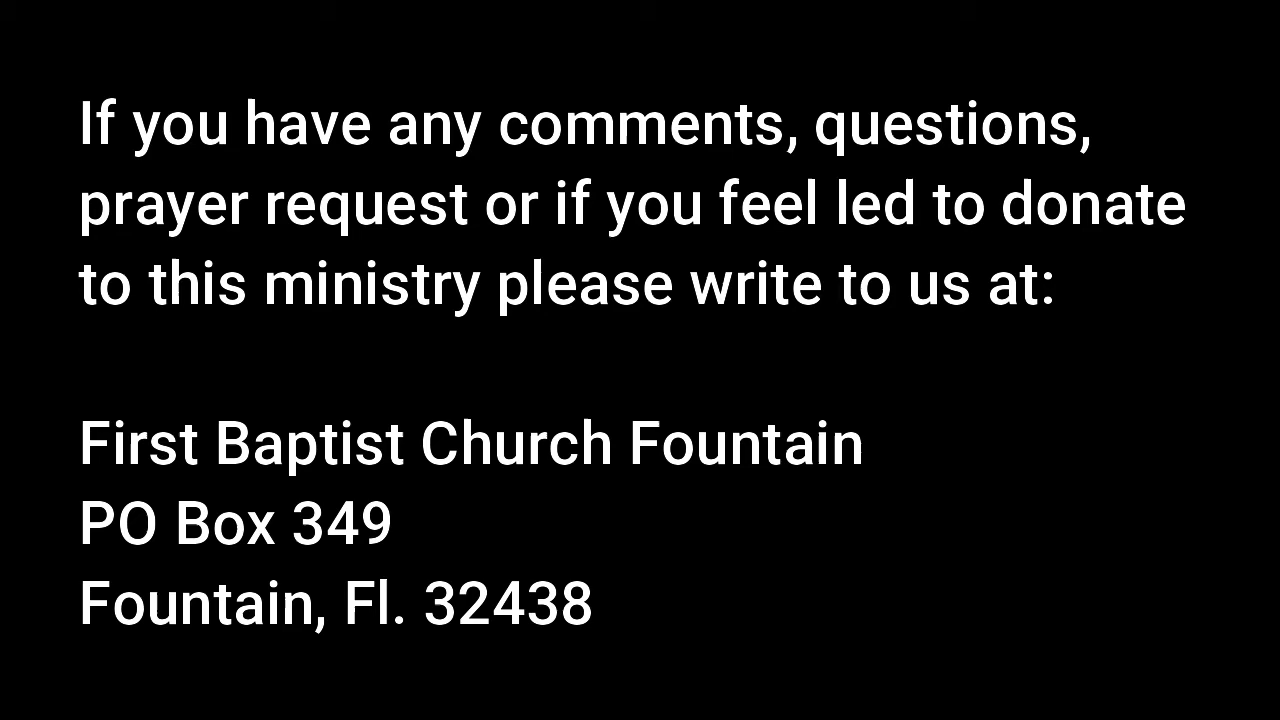 If you have any comments, questions,
prayer request or if you feel led to donate
to this ministry please write to us at:
First Baptist Church Fountain
PO Box 349
Fountain, Fl. 32438